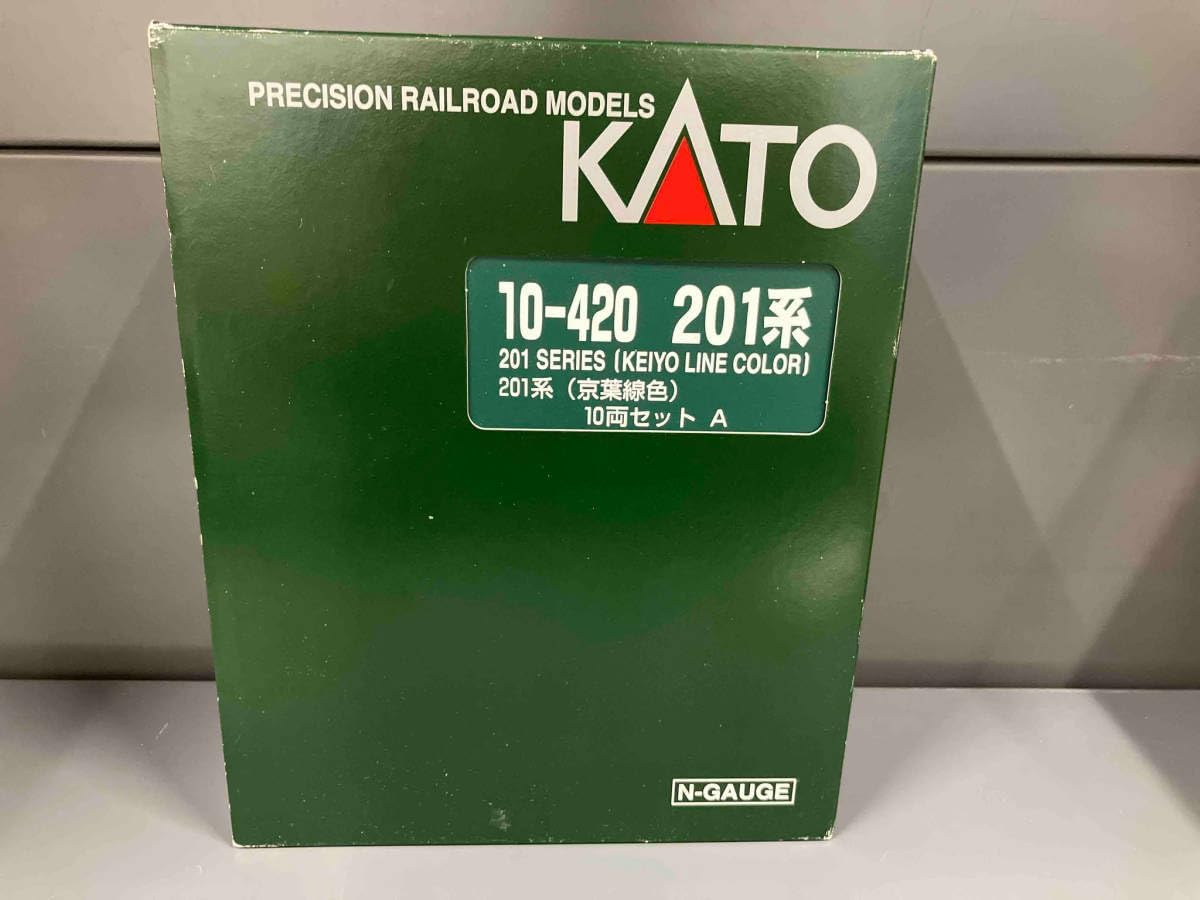 PRECISION RAILROAD MODELS
KATO
10-420 201系
201 SERIES (KEIYO LINE COLOR)
201系 (京葉線色)
10両セット A
N-GAUGE